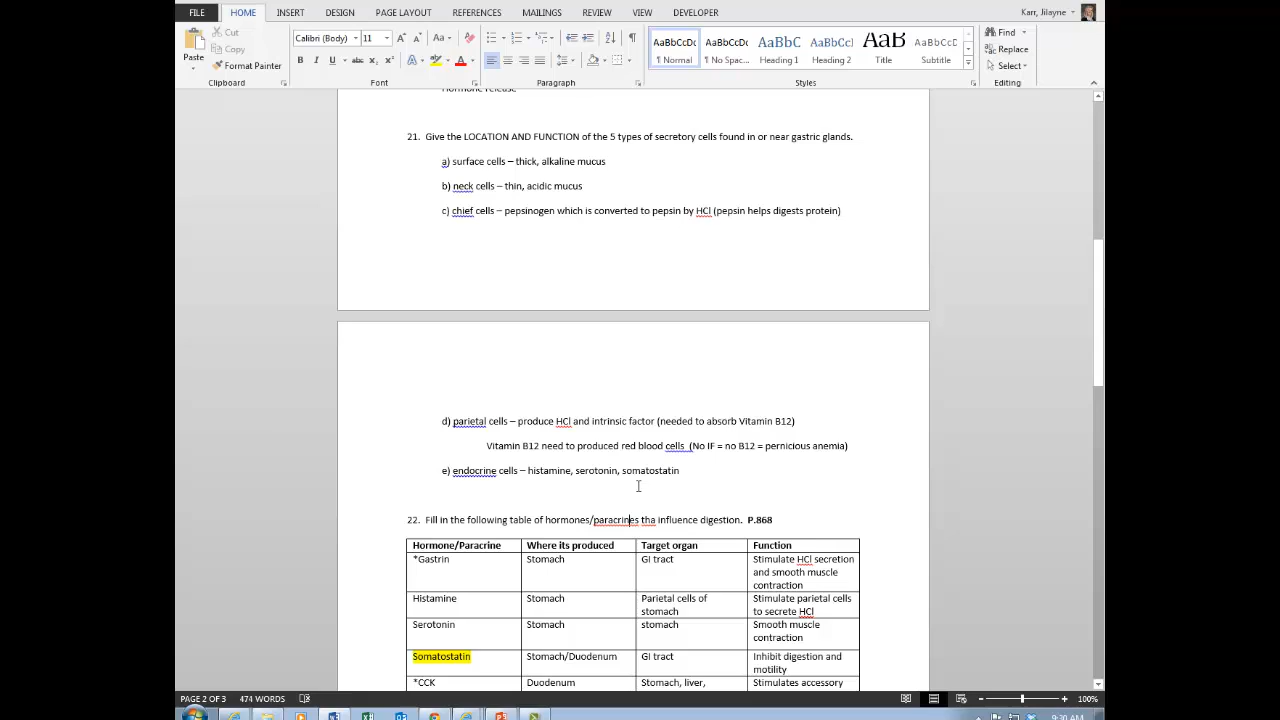 FILE HOME INSERT DESIGN PAGE LAYOUT REFERENCES MAILINGS REVIEW VIEW DEVELOPER Karr, Jilayne
Cut
Copy
Format Painter
Paste
Calibri (Body) 11
Find
Replace
Select
AaBbCcDc AaBbCcDc AaBbC AaBbCcl AaB AaBbCcD
¶ Normal ¶ No Spac... Heading 1 Heading 2 Title Subtitle
Clipboard Font Paragraph Styles Editing
Hormone release
21. Give the LOCATION AND FUNCTION of the 5 types of secretory cells found in or near gastric glands.
a) surface cells – thick, alkaline mucus
b) neck cells – thin, acidic mucus
c) chief cells – pepsinogen which is converted to pepsin by HCl (pepsin helps digests protein)
d) parietal cells – produce HCl and intrinsic factor (needed to absorb Vitamin B12)
Vitamin B12 need to produced red blood cells (No IF = no B12 = pernicious anemia)
e) endocrine cells – histamine, serotonin, somatostatin
22. Fill in the following table of hormones/paracrines tha influence digestion. P.868
Hormone/Paracrine Where its produced Target organ Function
*Gastrin Stomach GI tract Stimulate HCl secretion
and smooth muscle
contraction
Histamine Stomach Parietal cells of Stimulate parietal cells
stomach to secrete HCl
Serotonin Stomach stomach Smooth muscle
contraction
Somatostatin Stomach/Duodenum GI tract Inhibit digestion and
motility
*CCK Duodenum Stomach, liver, Stimulates accessory
PAGE 2 OF 3 474 WORDS 100%
9:30 AM